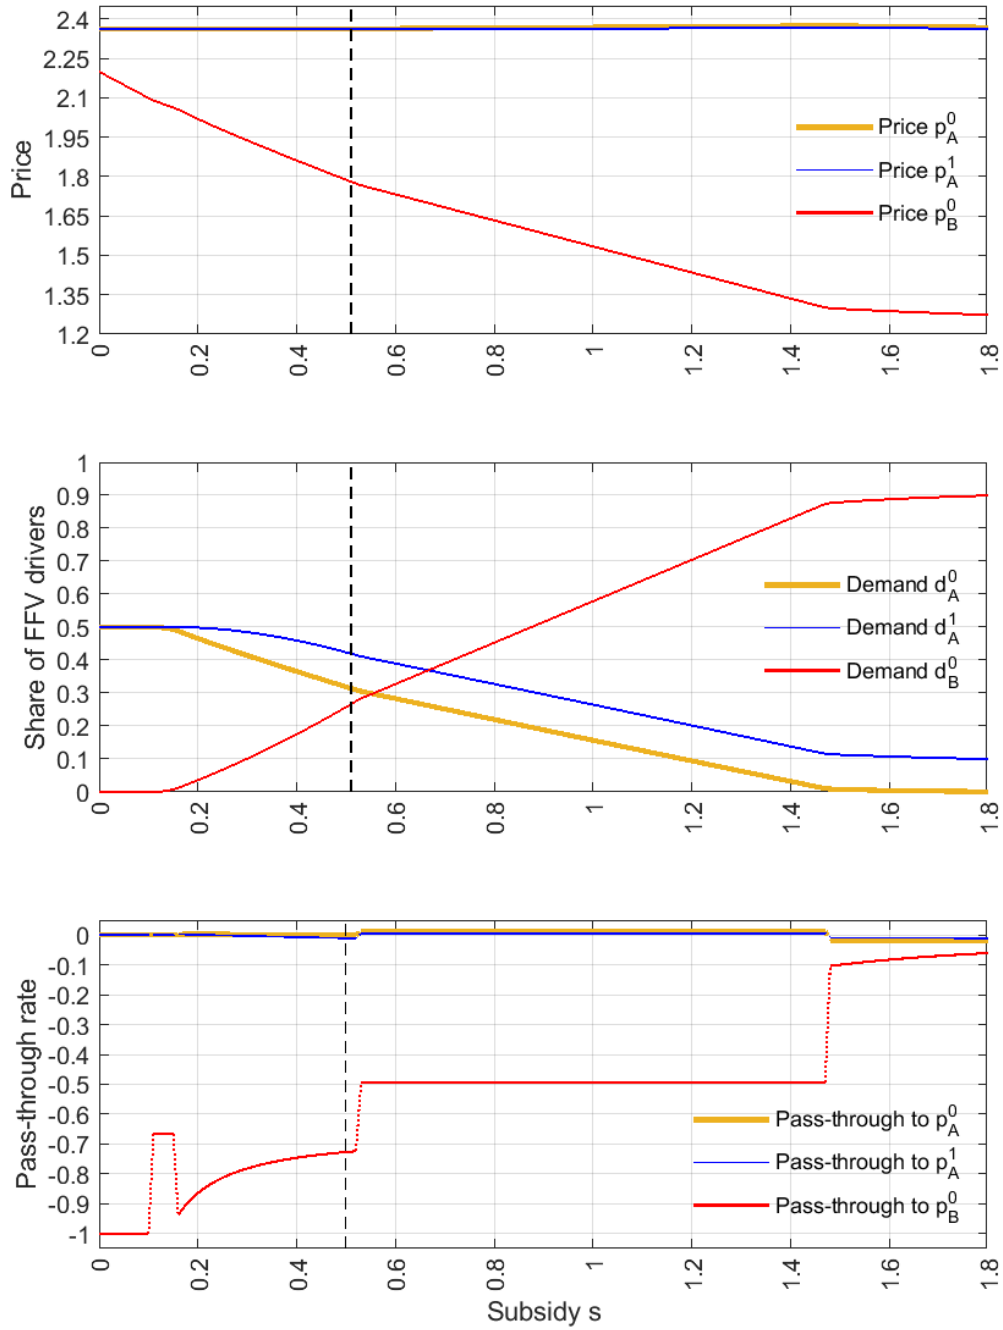 2.4
2.25
2.1
1.95
1.8
1.65
1.5
1.35
1.2
Price
Price p_A^0
Price p_A^1
Price p_B^0
0 0.2 0.4 0.6 0.8 1 1.2 1.4 1.6 1.8
1
0.9
0.8
0.7
0.6
0.5
0.4
0.3
0.2
0.1
0
Share of FFV drivers
Demand d_A^0
Demand d_A^1
Demand d_B^0
0 0.2 0.4 0.6 0.8 1 1.2 1.4 1.6 1.8
0
-0.1
-0.2
-0.3
-0.4
-0.5
-0.6
-0.7
-0.8
-0.9
-1
Pass-through rate
Pass-through to p_A^0
Pass-through to p_A^1
Pass-through to p_B^0
0 0.2 0.4 0.6 0.8 1 1.2 1.4 1.6 1.8
Subsidy s